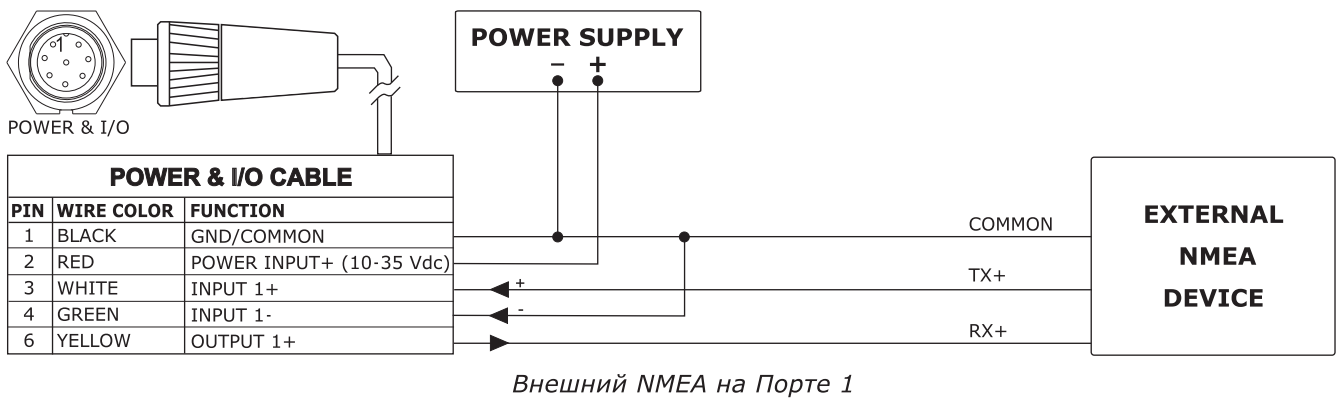 1
POWER & I/O
POWER SUPPLY
– +
POWER & I/O CABLE
PIN WIRE COLOR FUNCTION
1 BLACK GND/COMMON
2 RED POWER INPUT+ (10-35 Vdc)
3 WHITE INPUT 1+
4 GREEN INPUT 1-
6 YELLOW OUTPUT 1+
+
-
COMMON
TX+
RX+
EXTERNAL
NMEA
DEVICE
Внешний NMEA на Порте 1